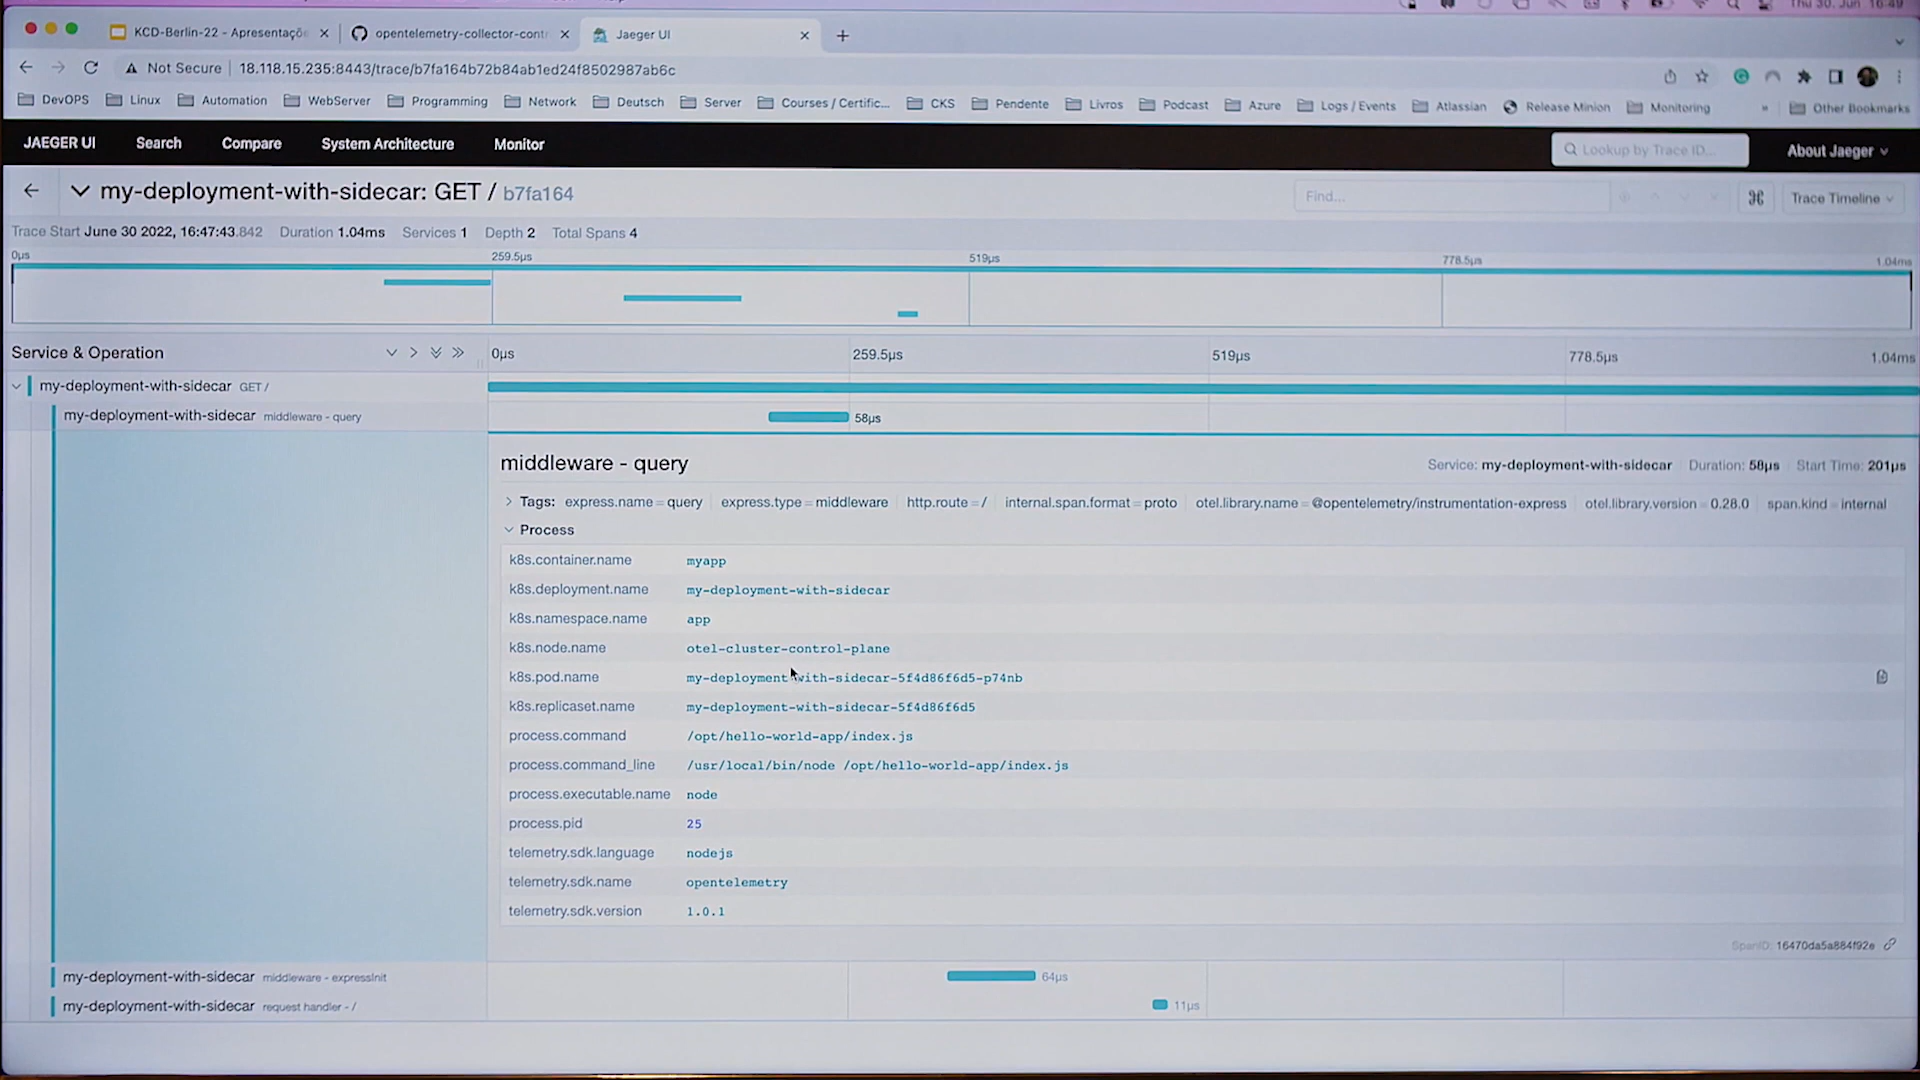 Thu 30. Jun 16:49
KCD-Berlin-22 - Apresentaçõ
opentelemetry-collector-cont
Jaeger UI
Not Secure 18.118.15.235:8443/trace/b7fa164b72b84ab1ed24f8502987ab6c
DevOPS Linux Automation WebServer Programming Network Deutsch Server Courses / Certific... CKS Pendente Livros Podcast Azure Logs / Events Atlassian Release Minion Monitoring » Other Bookmarks
JAEGER UI Search Compare System Architecture Monitor Lookup by Trace ID... About Jaeger
my-deployment-with-sidecar: GET / b7fa164 Find... ⌘ Trace Timeline
Trace Start June 30 2022, 16:47:43.842 Duration 1.04ms Services 1 Depth 2 Total Spans 4
0μs 259.5μs 519μs 778.5μs 1.04ms
Service & Operation 0μs 259.5μs 519μs 778.5μs 1.04ms
my-deployment-with-sidecar GET /
my-deployment-with-sidecar middleware - query 58μs
middleware - query Service: my-deployment-with-sidecar Duration: 58μs Start Time: 201μs
Tags: express.name = query express.type = middleware http.route = / internal.span.format = proto otel.library.name = @opentelemetry/instrumentation-express otel.library.version = 0.28.0 span.kind = internal
Process
k8s.container.name myapp
k8s.deployment.name my-deployment-with-sidecar
k8s.namespace.name app
k8s.node.name otel-cluster-control-plane
k8s.pod.name my-deployment-with-sidecar-5f4d86f6d5-p74nb
k8s.replicaset.name my-deployment-with-sidecar-5f4d86f6d5
process.command /opt/hello-world-app/index.js
process.command_line /usr/local/bin/node /opt/hello-world-app/index.js
process.executable.name node
process.pid 25
telemetry.sdk.language nodejs
telemetry.sdk.name opentelemetry
telemetry.sdk.version 1.0.1
SpanID: 16470da5a884f92e
my-deployment-with-sidecar middleware - expressInit 64μs
my-deployment-with-sidecar request handler - / 11μs